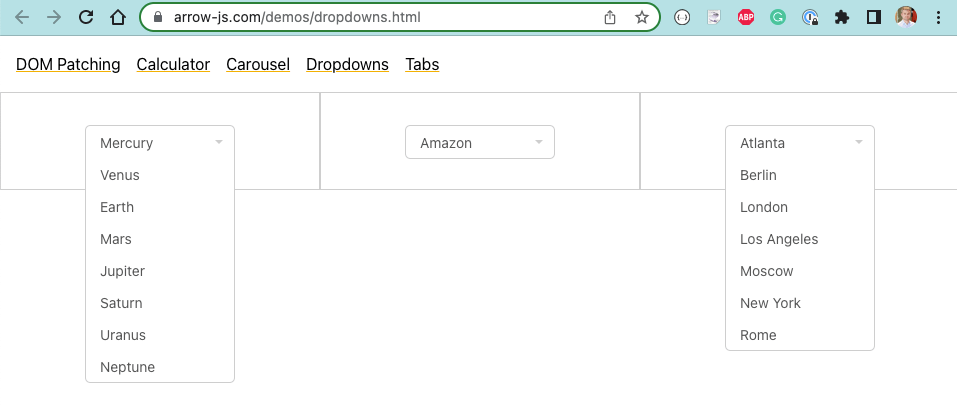 arrow-js.com/demos/dropdowns.html
ABP
DOM Patching Calculator Carousel Dropdowns Tabs
Mercury
Venus
Earth
Mars
Jupiter
Saturn
Uranus
Neptune
Amazon
Atlanta
Berlin
London
Los Angeles
Moscow
New York
Rome